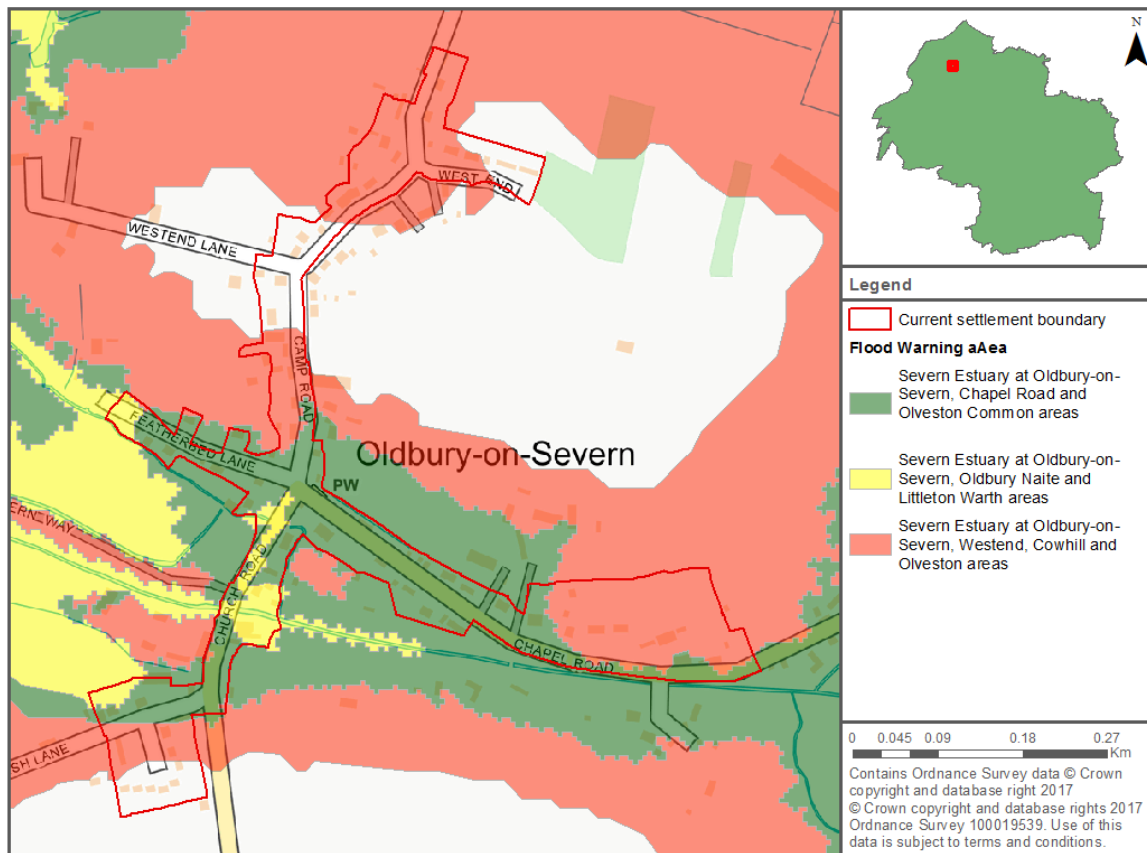 WEST END
WESTEND LANE
CAMP ROAD
FEATHERBED LANE
Oldbury-on-Severn
PW
CHURCH ROAD
CHAPEL ROAD
N
Legend
Current settlement boundary
Flood Warning aAea
Severn Estuary at Oldbury-on-
Severn, Chapel Road and
Olveston Common areas
Severn Estuary at Oldbury-on-
Severn, Oldbury Naite and
Littleton Warth areas
Severn Estuary at Oldbury-on-
Severn, Westend, Cowhill and
Olveston areas
0 0.045 0.09 0.18 0.27
Km
Contains Ordnance Survey data © Crown
copyright and database right 2017
© Crown copyright and database rights 2017
Ordnance Survey 100019539. Use of this
data is subject to terms and conditions.